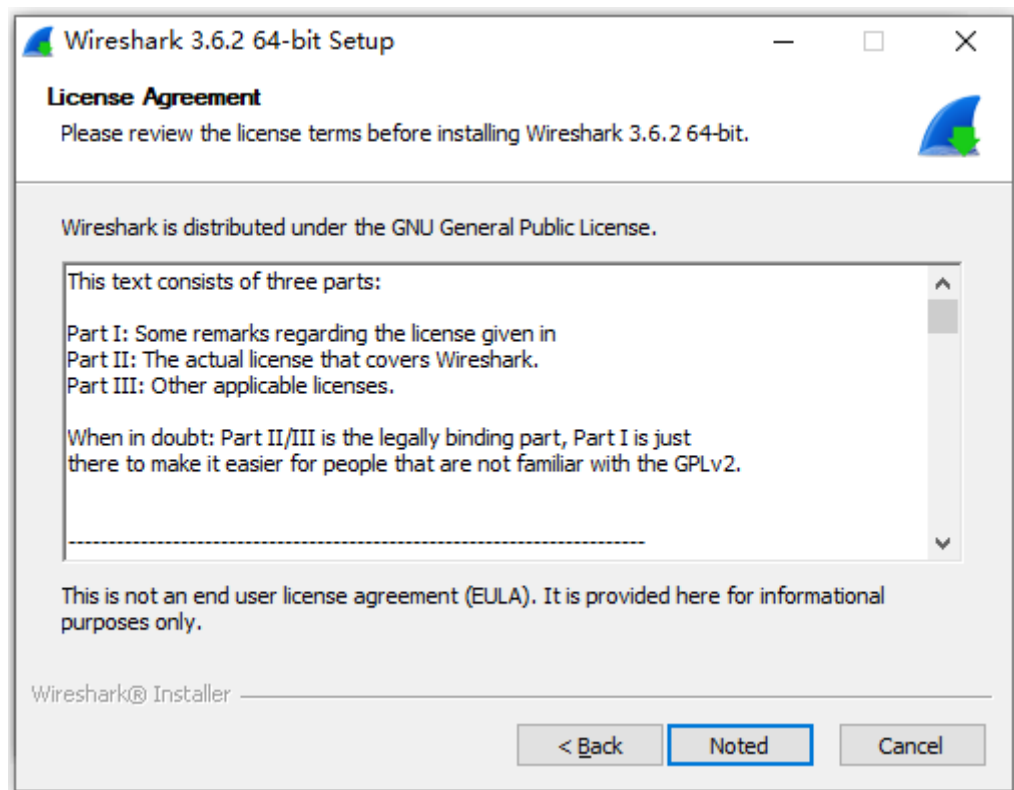 Wireshark 3.6.2 64-bit Setup
License Agreement
Please review the license terms before installing Wireshark 3.6.2 64-bit.
Wireshark is distributed under the GNU General Public License.
This text consists of three parts:
Part I: Some remarks regarding the license given in
Part II: The actual license that covers Wireshark.
Part III: Other applicable licenses.
When in doubt: Part II/III is the legally binding part, Part I is just
there to make it easier for people that are not familiar with the GPLv2.
------------------------------------------------------------------------
This is not an end user license agreement (EULA). It is provided here for informational
purposes only.
Wireshark® Installer
< Back Noted Cancel